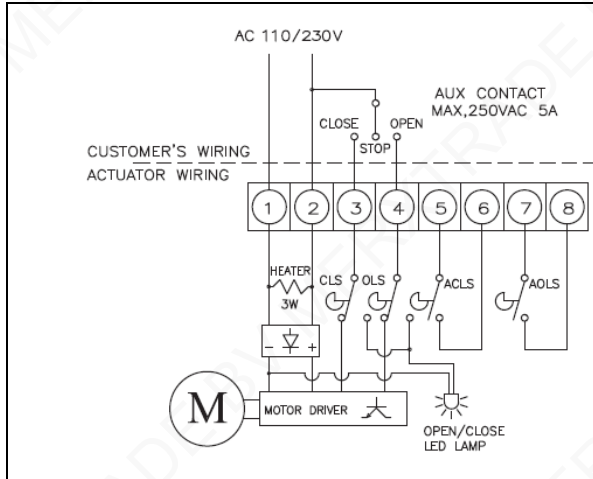 AC 110/230V
AUX CONTACT
MAX,250VAC 5A
CLOSE OPEN
STOP
CUSTOMER'S WIRING
ACTUATOR WIRING
1 2 3 4 5 6 7 8
HEATER
3W
CLS OLS ACLS AOLS
- +
M MOTOR DRIVER
OPEN/CLOSE
LED LAMP